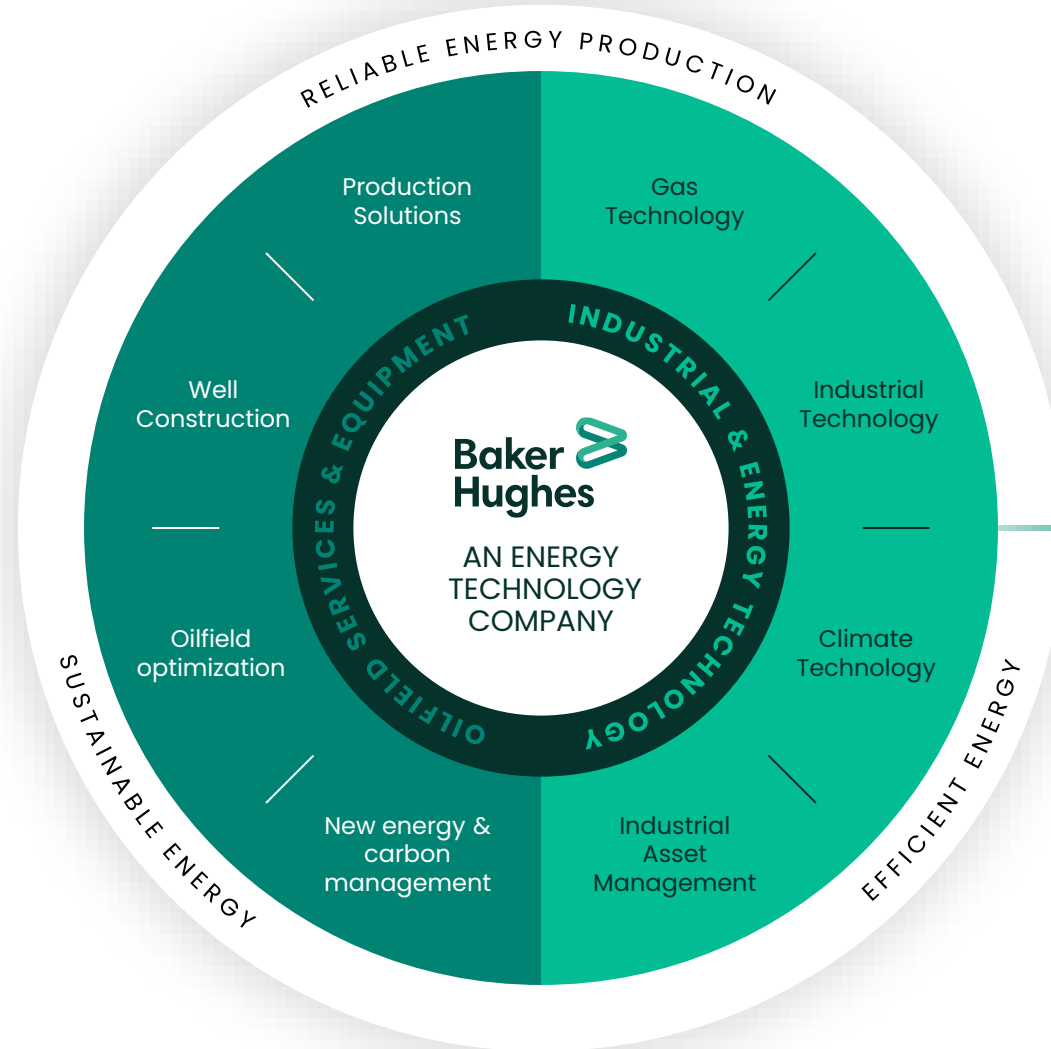 RELIABLE ENERGY PRODUCTION
Production
Solutions
Gas
Technology
Well
Construction
Industrial
Technology
OILFIELD SERVICES & EQUIPMENT
INDUSTRIAL & ENERGY TECHNOLOGY
Baker
Hughes
AN ENERGY
TECHNOLOGY
COMPANY
Oilfield
optimization
Climate
Technology
New energy &
carbon
management
Industrial
Asset
Management
SUSTAINABLE ENERGY
EFFICIENT ENERGY